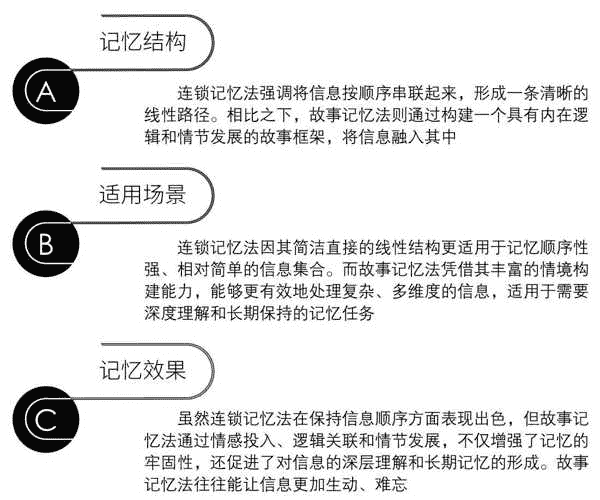 记忆结构
A
连锁记忆法强调将信息按顺序串联起来，形成一条清晰的
线性路径。相比之下，故事记忆法则通过构建一个具有内在逻
辑和情节发展的故事框架，将信息融入其中
适用场景
B
连锁记忆法因其简洁直接的线性结构更适用于记忆顺序性
强、相对简单的信息集合。而故事记忆法凭借其丰富的情境构
建能力，能够更有效地处理复杂、多维度的信息，适用于需要
深度理解和长期保持的记忆任务
记忆效果
C
虽然连锁记忆法在保持信息顺序方面表现出色，但故事记
忆法通过情感投入、逻辑关联和情节发展，不仅增强了记忆的
牢固性，还促进了对信息的深层理解和长期记忆的形成。故事
记忆法往往能让信息更加生动、难忘